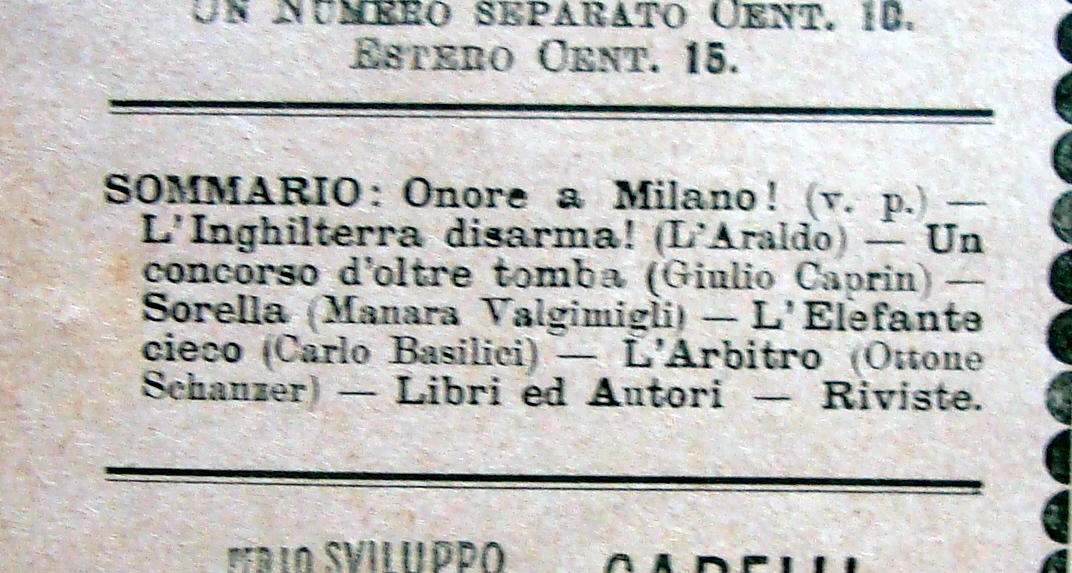 UN NUMERO SEPARATO CENT. 10.
ESTERO CENT. 15.
SOMMARIO: Onore a Milano! (v. p.) —
L'Inghilterra disarma! (L'Araldo) — Un
concorso d'oltre tomba (Giulio Caprin) —
Sorella (Manara Valgimigli) — L'Elefante
cieco (Carlo Basilici) — L'Arbitro (Ottone
Schanzer) — Libri ed Autori — Riviste.
SVILUPPO